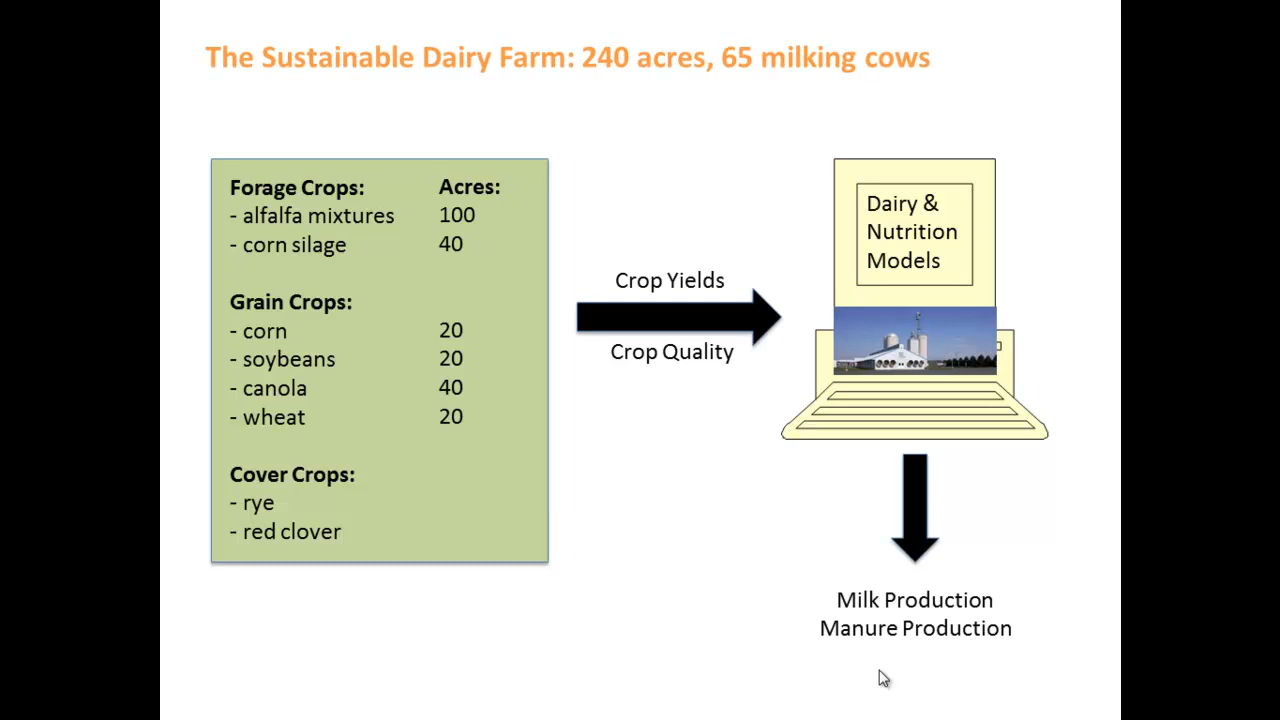 The Sustainable Dairy Farm: 240 acres, 65 milking cows
Forage Crops: Acres:
- alfalfa mixtures 100
- corn silage 40
Grain Crops:
- corn 20
- soybeans 20
- canola 40
- wheat 20
Cover Crops:
- rye
- red clover
Crop Yields
Crop Quality
Dairy &
Nutrition
Models
Milk Production
Manure Production